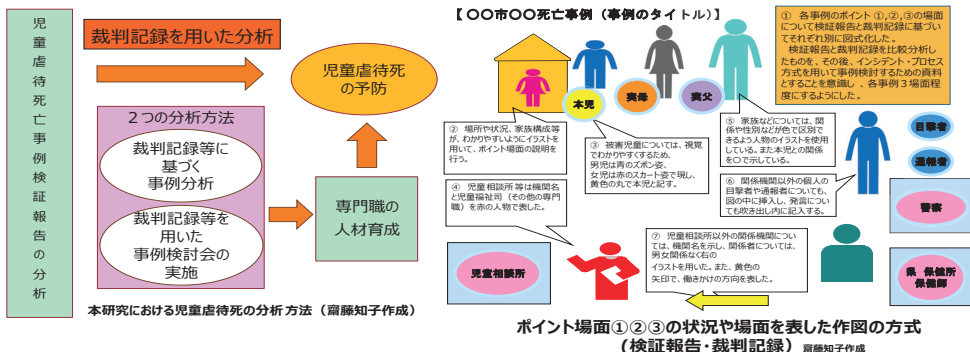 児童虐待死亡事例検証報告の分析
裁判記録を用いた分析
２つの分析方法
裁判記録等に
基づく
事例分析
裁判記録等を
用いた
事例検討会の
実施
児童虐待死
の予防
専門職の
人材育成
本研究における児童虐待死の分析方法（齋藤知子作成）
【 〇〇市〇〇死亡事例（事例のタイトル）】
① 各事例のポイント ①,②,③の場面
について検証報告と裁判記録に基づい
てそれぞれ別に図式化した。
検証報告と裁判記録を比較分析し
たものを、その後、インシデント・プロセス
方式を用いて事例検討するための資料
とすることを意識し 、各事例３場面程
度にするようにした。
本児
実母
実父
② 場所や状況、家族構成等
が、わかりやすいようにイラストを
用いて、ポイント場面の説明を
行う。
③ 被害児童については、視覚
でわかりやすくするため、
男児は青のズボン姿、
女児は赤のスカート姿で現し、
黄色の丸で本児と記す。
⑤ 家族などについては、関
係や性別などが色で区別で
きるよう人物のイラストを使用
している。また本児との関係
を〇で示している。
目撃者
通報者
④ 児童相談所等は機関名
と児童福祉司（その他の専門
職）を赤の人物で表した。
⑥ 関係機関以外の個人の
目撃者や通報者についても、
図の中に挿入し、発言につい
ても吹き出し内に記入する。
警察
⑦ 児童相談所以外の関係機関につい
ては、機関名を示し、関係者については、
男女関係なく右の
イラストを用いた。また、黄色の
矢印で、働きかけの方向を表した。
児童相談所
県 保健所
保健師
ポイント場面①②③の状況や場面を表した作図の方式
（検証報告・裁判記録） 齋藤知子作成